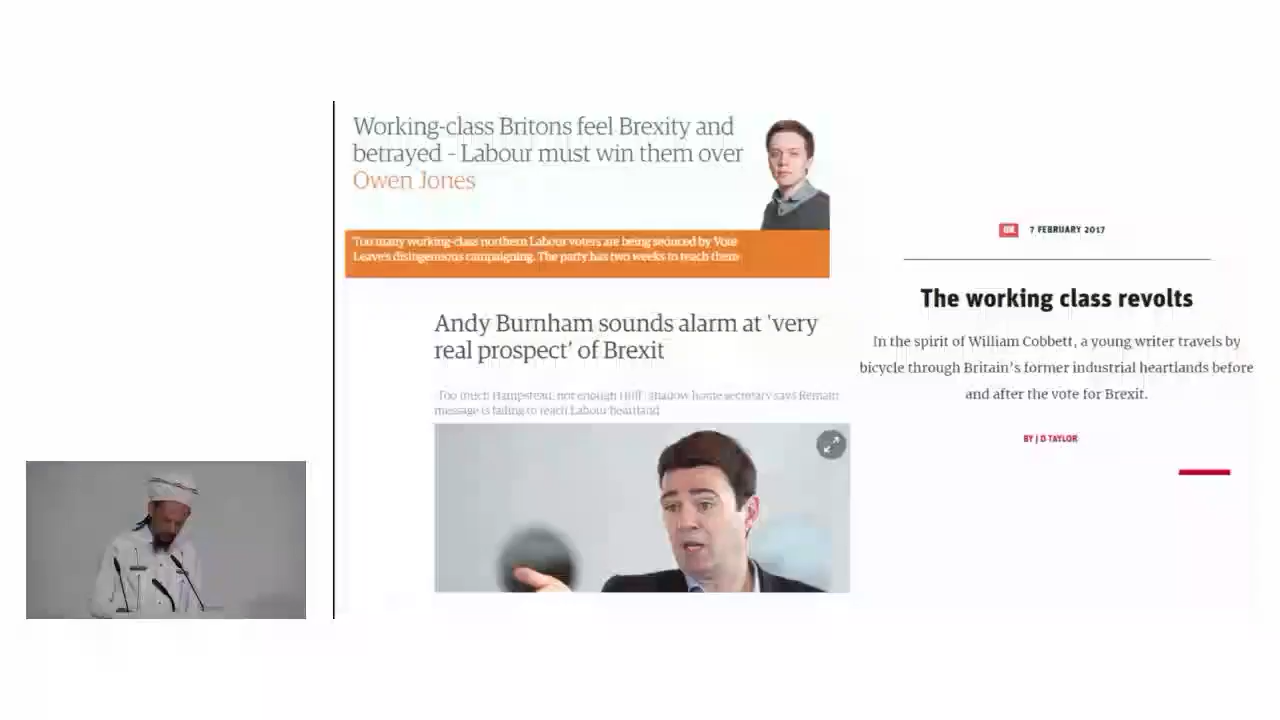 Working-class Britons feel Brexity and
betrayed – Labour must win them over
Owen Jones
Too many working-class northern Labour voters are being seduced by Vote
Leave's disingenuous campaigning. The party has two weeks to reach them
Andy Burnham sounds alarm at 'very
real prospect' of Brexit
Too much Hampstead, not enough Hull', shadow home secretary says Remain
message is failing to reach Labour heartland
UK 7 FEBRUARY 2017
The working class revolts
In the spirit of William Cobbett, a young writer travels by
bicycle through Britain's former industrial heartlands before
and after the vote for Brexit.
BY J D TAYLOR